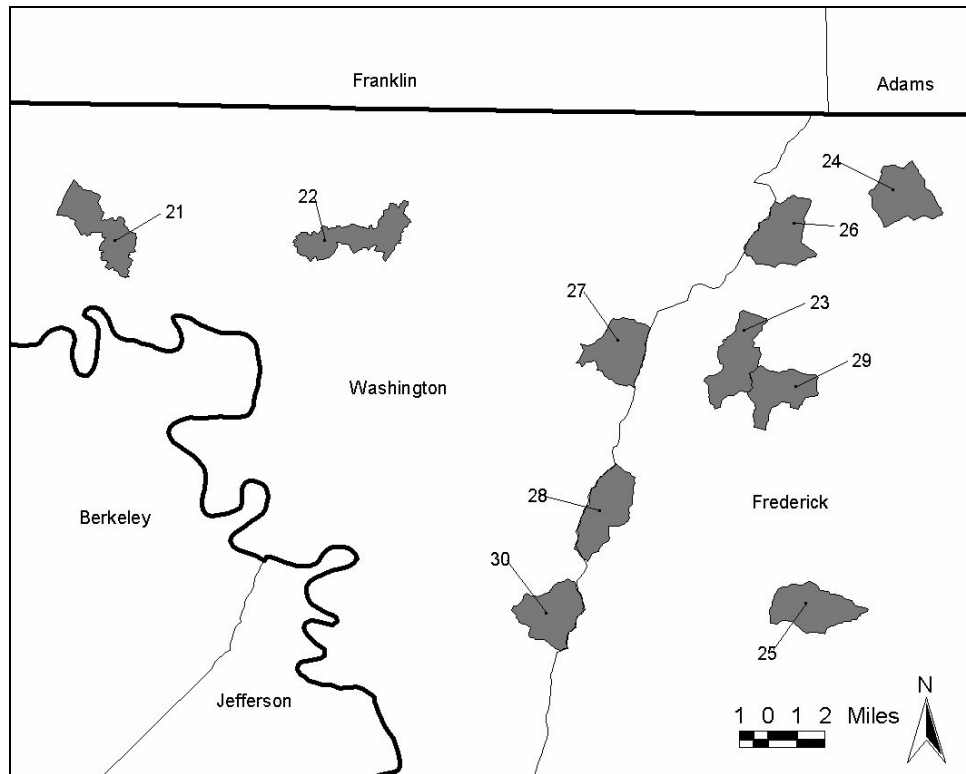 Franklin
Adams
24
22
21
26
27
23
29
Washington
28
Frederick
Berkeley
30
25
Jefferson
N
1 0 1 2 Miles